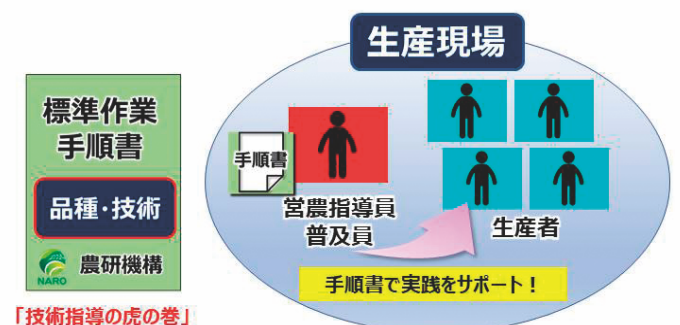 生産現場
標準作業
手順書
品種・技術
NARO
農研機構
「技術指導の虎の巻」
手順書
営農指導員
普及員
生産者
手順書で実践をサポート！